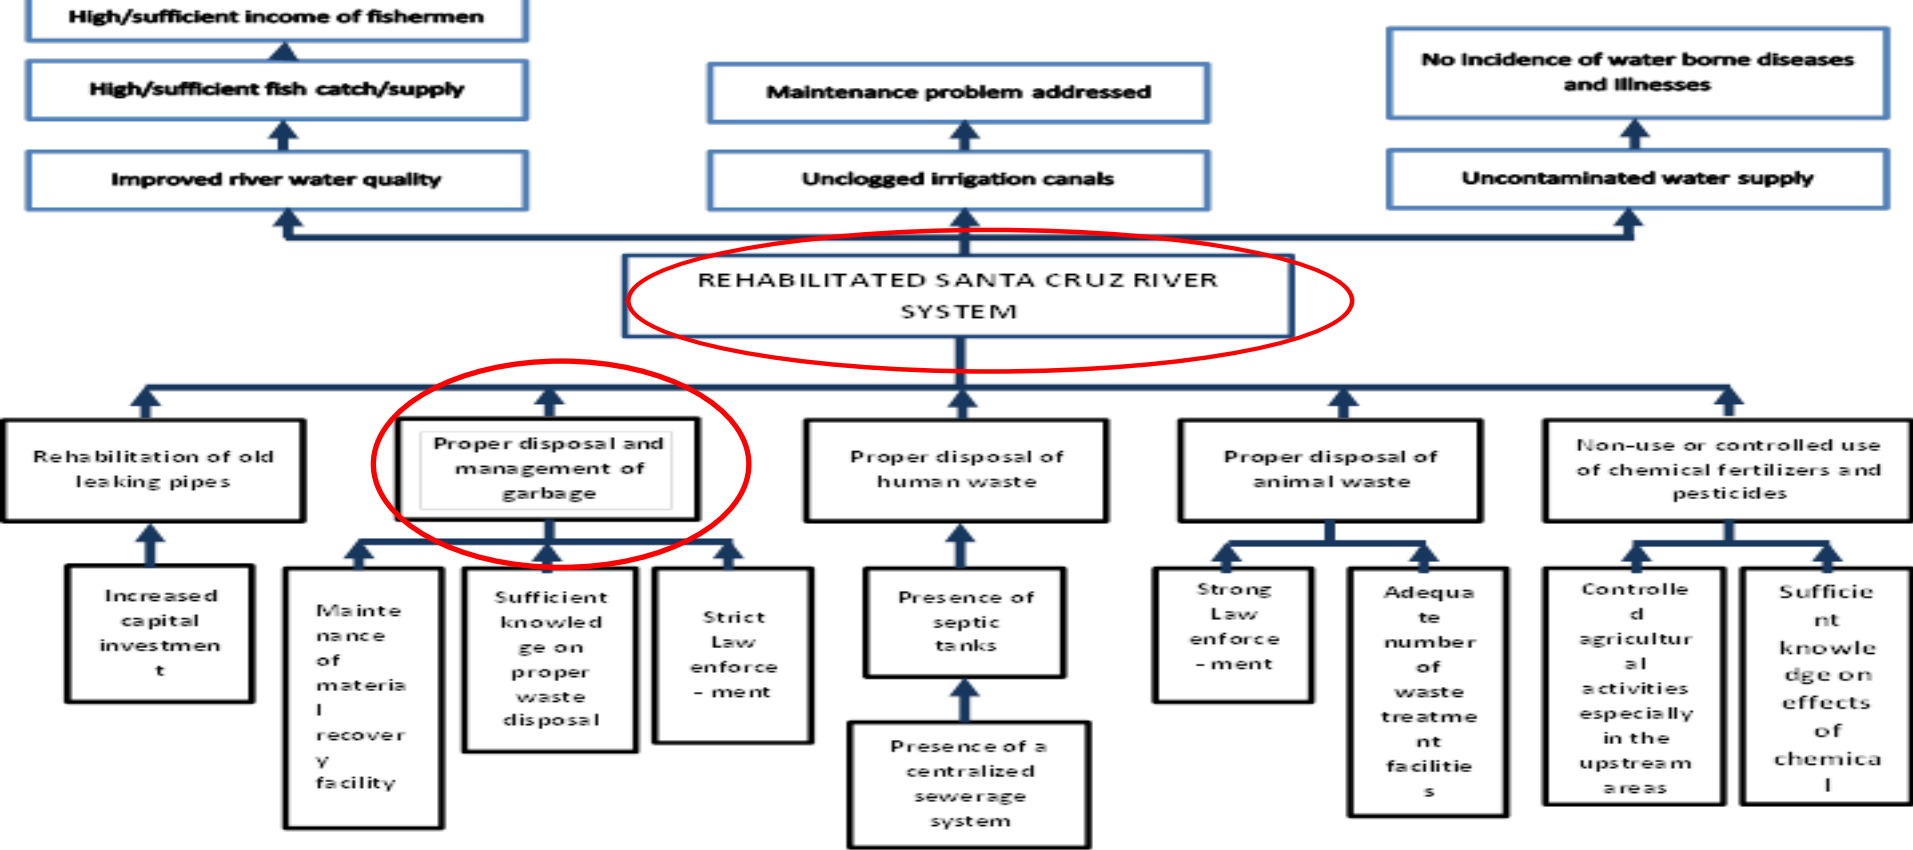 High/sufficient income of fishermen
High/sufficient fish catch/supply
Improved river water quality
Maintenance problem addressed
Unclogged irrigation canals
No Incidence of water borne diseases
and Illnesses
Uncontaminated water supply
REHABILITATED SANTA CRUZ RIVER
SYSTEM
Rehabilitation of old
leaking pipes
Proper disposal and
management of
garbage
Proper disposal of
human waste
Proper disposal of
animal waste
Non-use or controlled use
of chemical fertilizers and
pesticides
Increased
capital
investmen
t
Mainte
nance
of
materia
l
recover
y
facility
Sufficient
knowled
ge on
proper
waste
disposal
Strict
Law
enforce
- ment
Presence of
septic
tanks
Presence of a
centralized
sewerage
system
Strong
Law
enforce
- ment
Adequa
te
number
of
waste
treatme
nt
facilitie
s
Controlle
d
agricultur
al
activities
especially
in the
upstream
areas
Sufficie
nt
knowle
dge on
effects
of
chemica
l